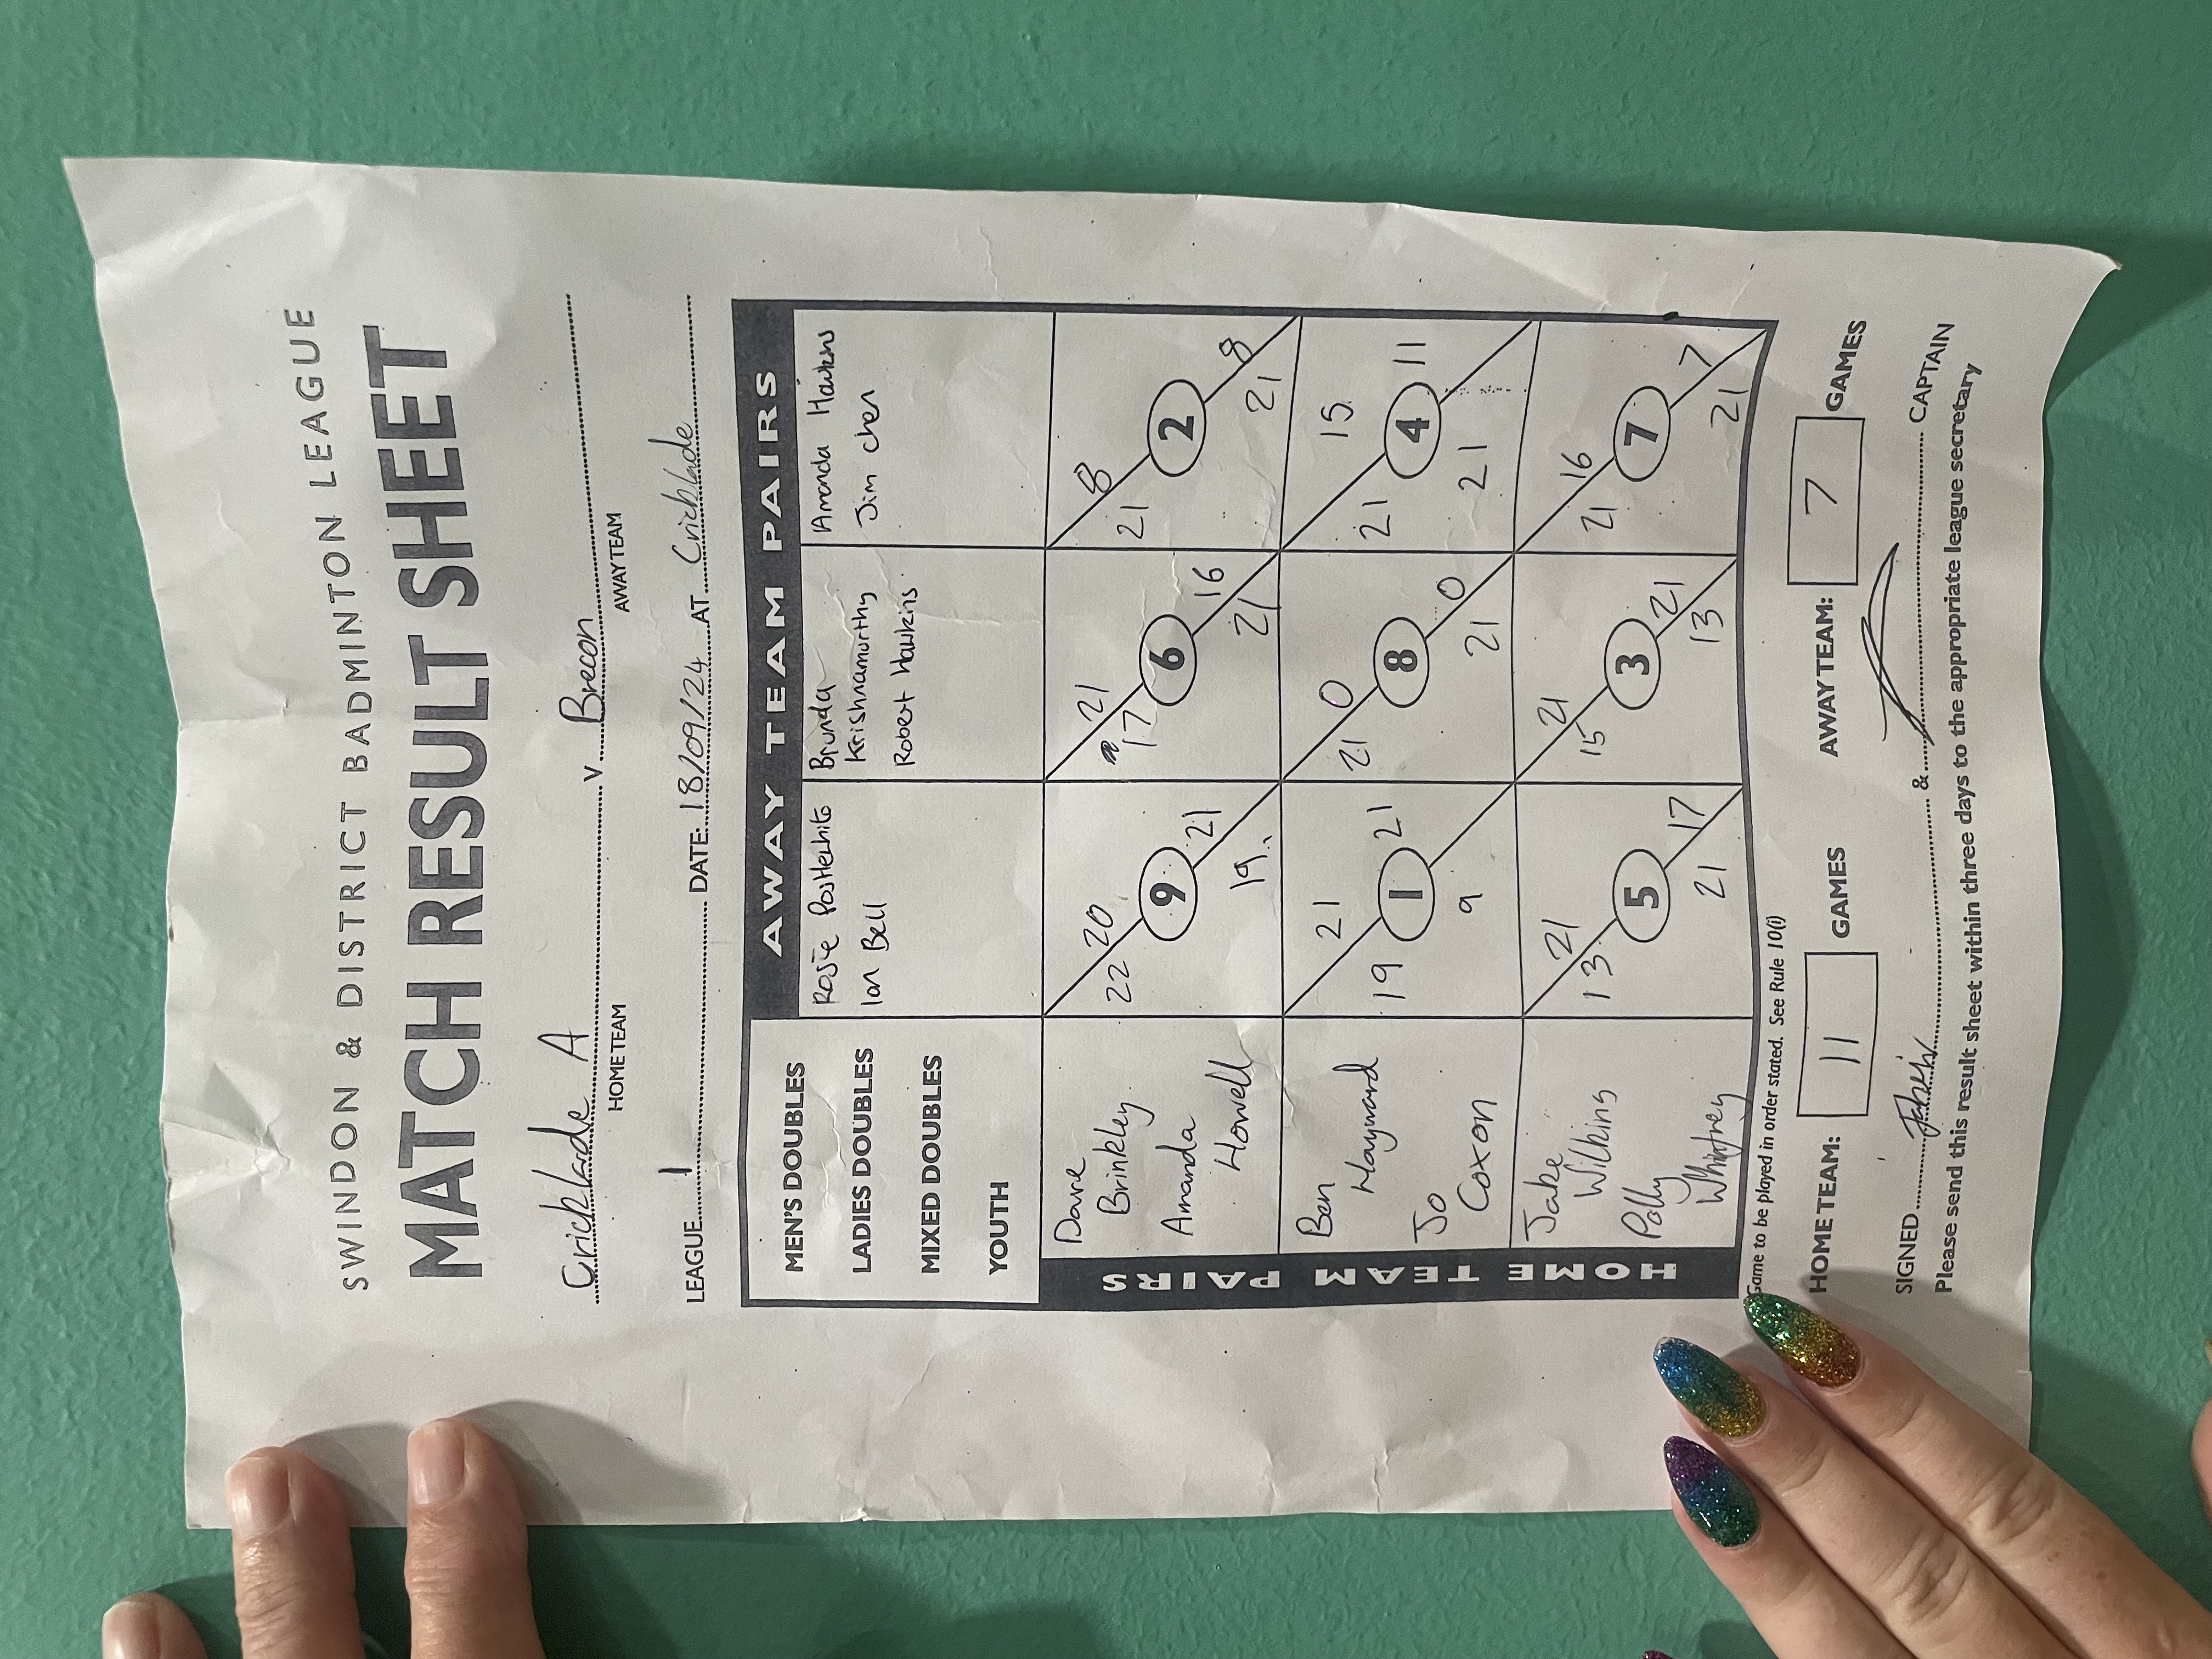 SWINDON & DISTRICT BADMINTON LEAGUE
MATCH RESULT SHEET
Cricklade A v Brecon
HOME TEAM AWAY TEAM
LEAGUE 1 DATE: 18/09/24 AT Cricklade
AWAY TEAM PAIRS
MEN'S DOUBLES
LADIES DOUBLES
MIXED DOUBLES
YOUTH
Rosie Postlethwaite
Ian Bell
Brunda
Krishnamurthy
Robert Hawkins
Amanda Hawkins
Jim Chen
HOME TEAM PAIRS
Dave
Brinkley
Amanda
Howell
22 20
9
19 21
17 21
6
21 16
21 8
2
21 8
Ben
Hayward
Jo
Coxon
19 21
1
9 21
21 0
8
21 0
21 15
4
21 11
Jake
Wilkins
Polly
Whintrey
13 21
5
21 17
15 21
3
13 21
21 16
7
21 7
Game to be played in order stated. See Rule 10(i)
HOME TEAM: 11 GAMES AWAY TEAM: 7 GAMES
SIGNED & CAPTAIN
Please send this result sheet within three days to the appropriate league secretary